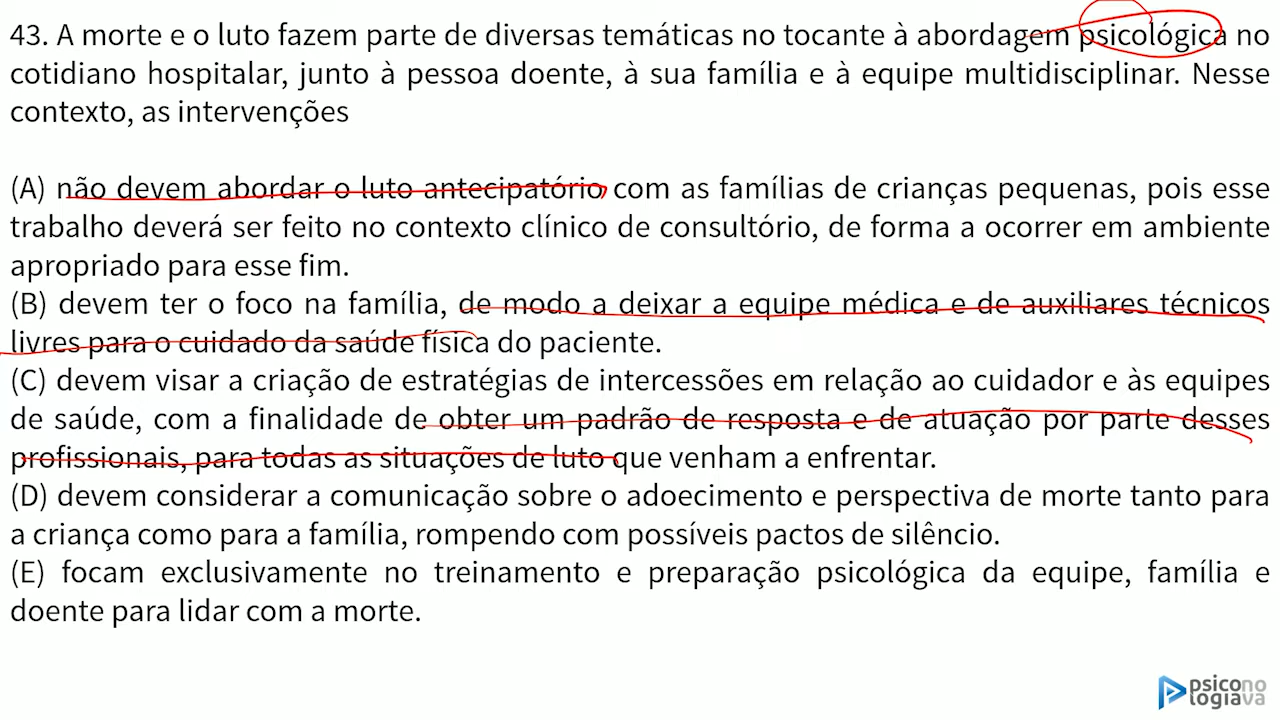 43. A morte e o luto fazem parte de diversas temáticas no tocante à abordagem psicológica no
cotidiano hospitalar, junto à pessoa doente, à sua família e à equipe multidisciplinar. Nesse
contexto, as intervenções
(A) não devem abordar o luto antecipatório com as famílias de crianças pequenas, pois esse
trabalho deverá ser feito no contexto clínico de consultório, de forma a ocorrer em ambiente
apropriado para esse fim.
(B) devem ter o foco na família, de modo a deixar a equipe médica e de auxiliares técnicos
livres para o cuidado da saúde física do paciente.
(C) devem visar a criação de estratégias de intercessões em relação ao cuidador e às equipes
de saúde, com a finalidade de obter um padrão de resposta e de atuação por parte desses
profissionais, para todas as situações de luto que venham a enfrentar.
(D) devem considerar a comunicação sobre o adoecimento e perspectiva de morte tanto para
a criança como para a família, rompendo com possíveis pactos de silêncio.
(E) focam exclusivamente no treinamento e preparação psicológica da equipe, família e
doente para lidar com a morte.
psicono
logiava